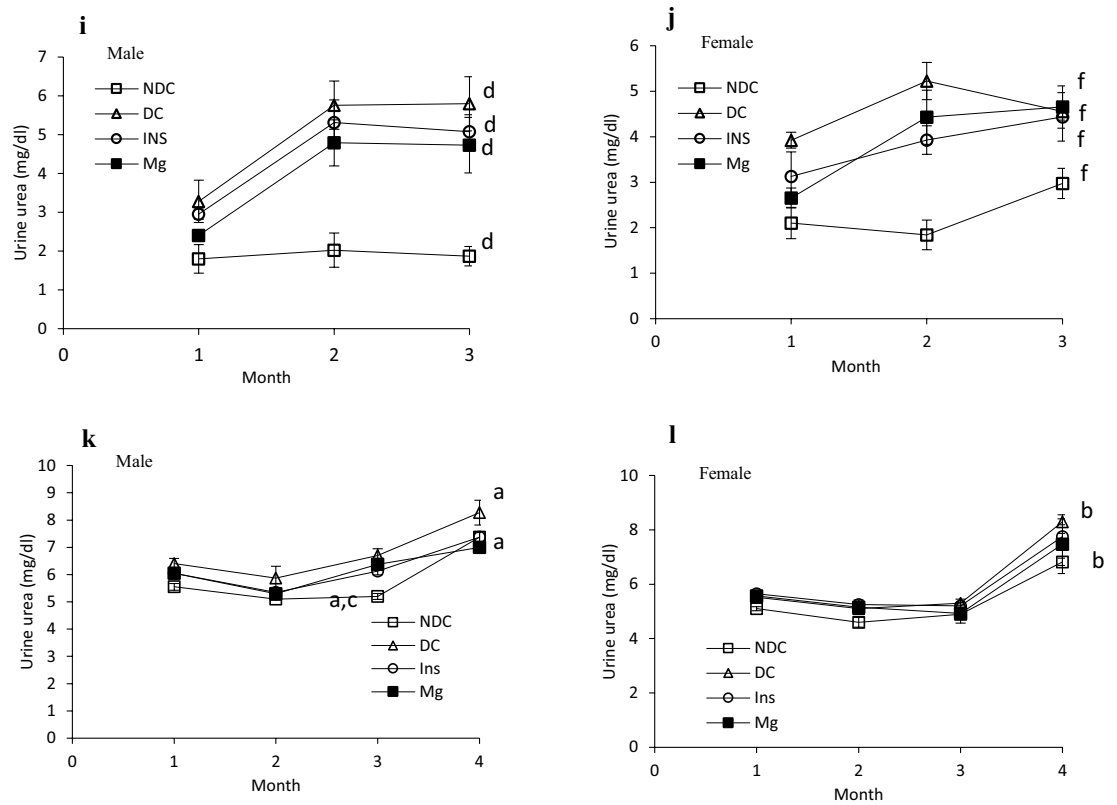 i
Male
NDC
DC
INS
Mg
Urine urea (mg/dl)
7
6
5
4
3
2
1
0
0 1 2 3
Month
d
d
d
d
j
Female
NDC
DC
INS
Mg
Urine urea (mg/dl)
6
5
4
3
2
1
0
0 1 2 3
Month
f
f
f
f
k
Male
NDC
DC
Ins
Mg
Urine urea (mg/dl)
10
9
8
7
6
5
4
3
2
1
0
0 1 2 3 4
Month
a
a
a,c
l
Female
NDC
DC
Ins
Mg
Urine urea (mg/dl)
10
8
6
4
2
0
0 1 2 3 4
Month
b
b